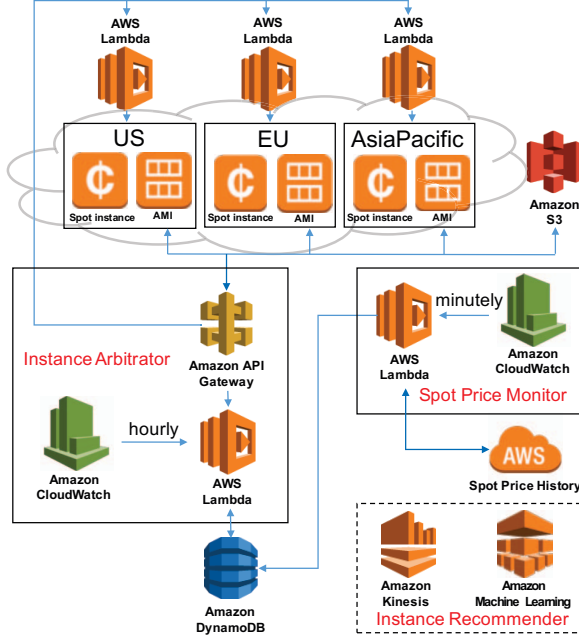 AWS
Lambda
AWS
Lambda
AWS
Lambda
US
EU
AsiaPacific
¢
¢
¢
Spot instance
AMI
Spot instance
AMI
Spot instance
AMI
Amazon
S3
Instance Arbitrator
Amazon API
Gateway
hourly
Amazon
CloudWatch
AWS
Lambda
Amazon
DynamoDB
minutely
AWS
Lambda
Amazon
CloudWatch
Spot Price Monitor
AWS
Spot Price History
Amazon
Kinesis
Amazon
Machine Learning
Instance Recommender